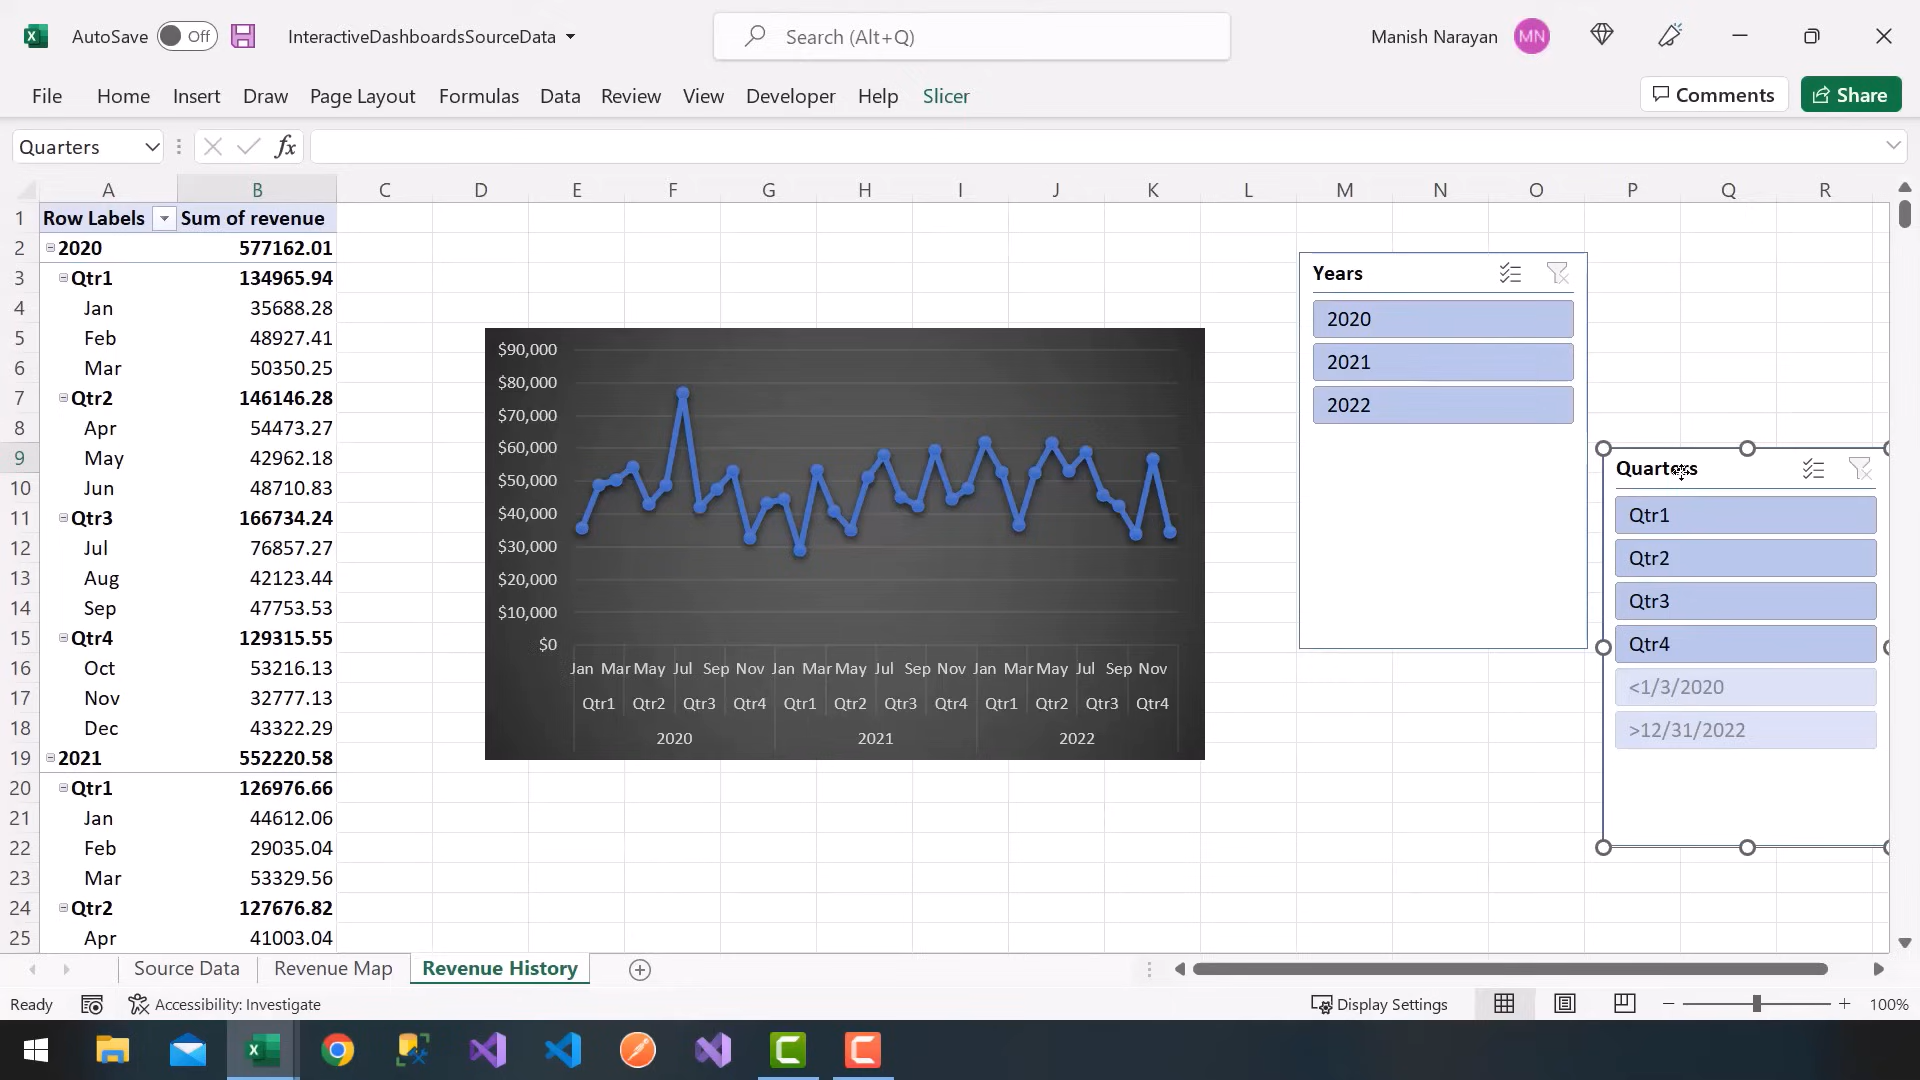 AutoSave Off InteractiveDashboardsSourceData Search (Alt+Q) Manish Narayan MN
File Home Insert Draw Page Layout Formulas Data Review View Developer Help Slicer Comments Share
Quarters fx
A B C D E F G H I J K L M N O P Q R
1 Row Labels Sum of revenue
2 2020 577162.01
3 Qtr1 134965.94
4 Jan 35688.28
5 Feb 48927.41
6 Mar 50350.25
7 Qtr2 146146.28
8 Apr 54473.27
9 May 42962.18
10 Jun 48710.83
11 Qtr3 166734.24
12 Jul 76857.27
13 Aug 42123.44
14 Sep 47753.53
15 Qtr4 129315.55
16 Oct 53216.13
17 Nov 32777.13
18 Dec 43322.29
19 2021 552220.58
20 Qtr1 126976.66
21 Jan 44612.06
22 Feb 29035.04
23 Mar 53329.56
24 Qtr2 127676.82
25 Apr 41003.04
$90,000
$80,000
$70,000
$60,000
$50,000
$40,000
$30,000
$20,000
$10,000
$0
Jan Mar May Jul Sep Nov Jan Mar May Jul Sep Nov Jan Mar May Jul Sep Nov
Qtr1 Qtr2 Qtr3 Qtr4 Qtr1 Qtr2 Qtr3 Qtr4 Qtr1 Qtr2 Qtr3 Qtr4
2020 2021 2022
Years
2020
2021
2022
Quarters
Qtr1
Qtr2
Qtr3
Qtr4
<1/3/2020
>12/31/2022
Source Data Revenue Map Revenue History
Ready Accessibility: Investigate Display Settings 100%